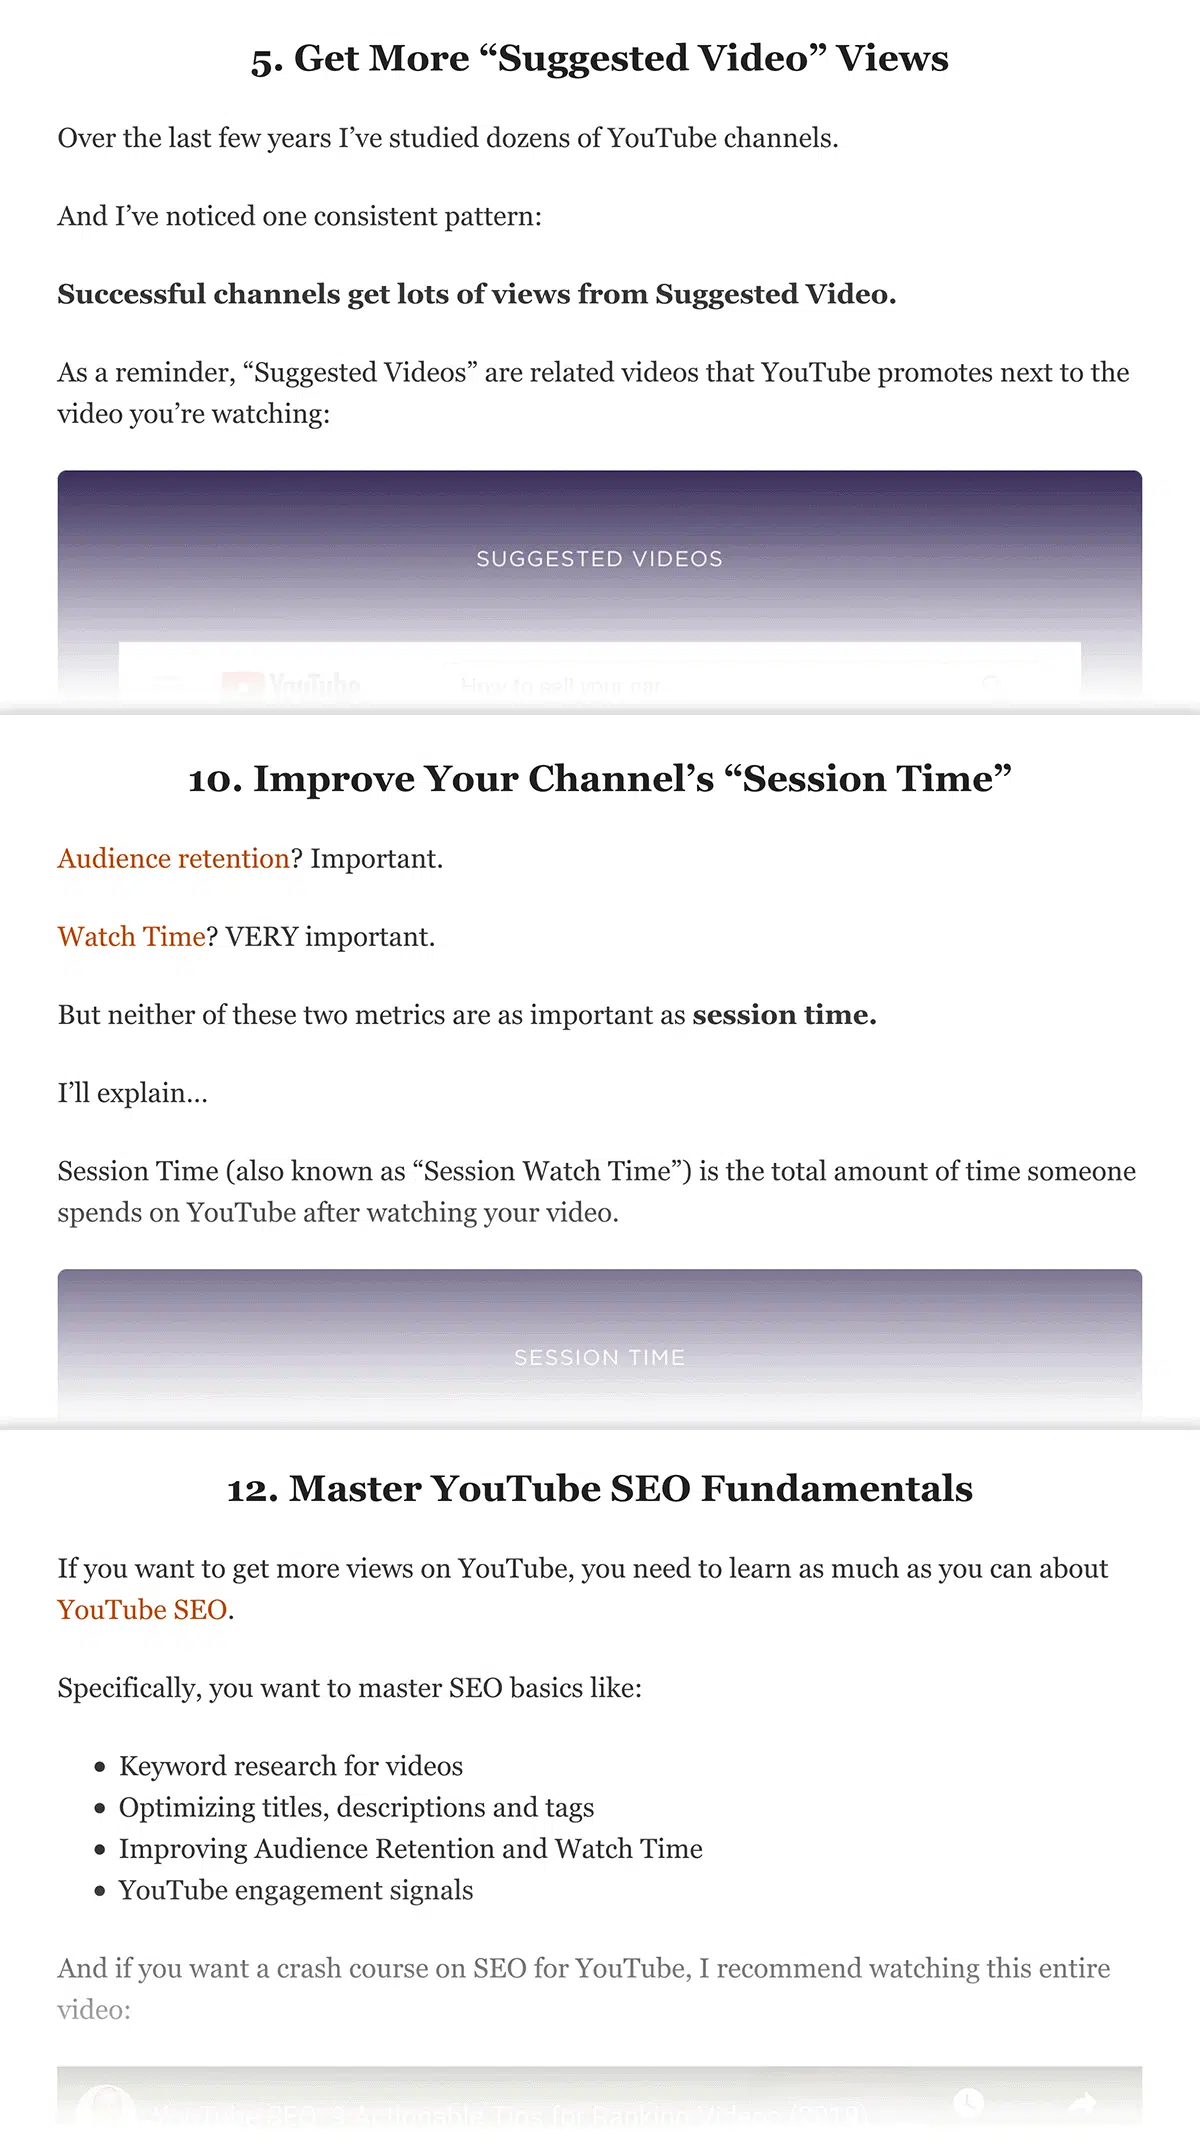 5. Get More “Suggested Video” Views
Over the last few years I’ve studied dozens of YouTube channels.
And I’ve noticed one consistent pattern:
Successful channels get lots of views from Suggested Video.
As a reminder, “Suggested Videos” are related videos that YouTube promotes next to the
video you’re watching:
SUGGESTED VIDEOS
YouTube
How to sell your car
10. Improve Your Channel’s “Session Time”
Audience retention? Important.
Watch Time? VERY important.
But neither of these two metrics are as important as session time.
I’ll explain…
Session Time (also known as “Session Watch Time”) is the total amount of time someone
spends on YouTube after watching your video.
SESSION TIME
12. Master YouTube SEO Fundamentals
If you want to get more views on YouTube, you need to learn as much as you can about
YouTube SEO.
Specifically, you want to master SEO basics like:
• Keyword research for videos
• Optimizing titles, descriptions and tags
• Improving Audience Retention and Watch Time
• YouTube engagement signals
And if you want a crash course on SEO for YouTube, I recommend watching this entire
video:
YouTube SEO: 9 Actionable Tips for Ranking Videos (2019)